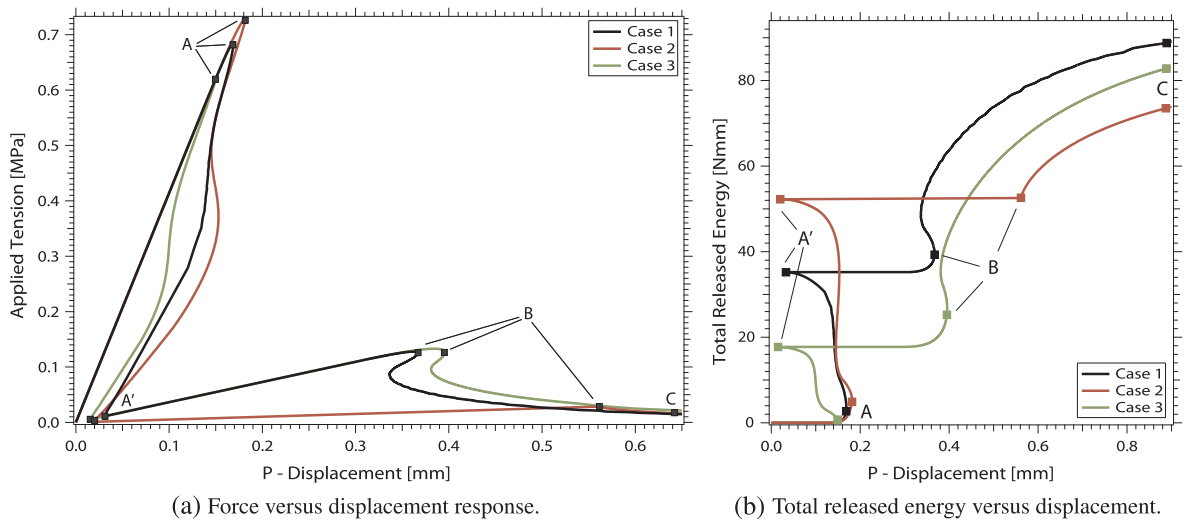 0.7
0.6
0.5
0.4
0.3
0.2
0.1
0.0
Applied Tension [MPa]
A
A'
B
C
Case 1
Case 2
Case 3
0.0
0.1
0.2
0.3
0.4
0.5
0.6
P - Displacement [mm]
(a) Force versus displacement response.
80
60
40
20
0
Total Released Energy [Nmm]
A'
B
C
A
Case 1
Case 2
Case 3
0.0
0.2
0.4
0.6
0.8
P - Displacement [mm]
(b) Total released energy versus displacement.